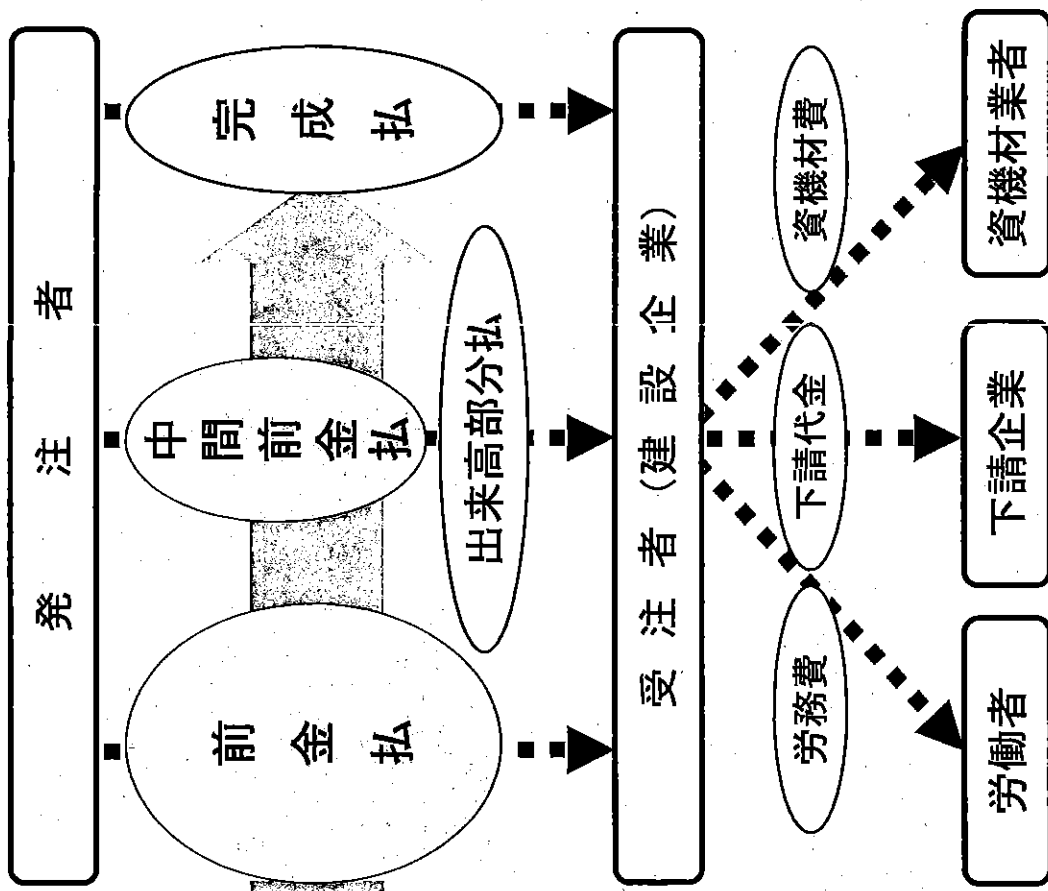 発注者
前金払
中間前金払
出来高部分払
完成払
受注者（建設企業）
労務費
下請代金
資機材費
労働者
下請企業
資機材業者